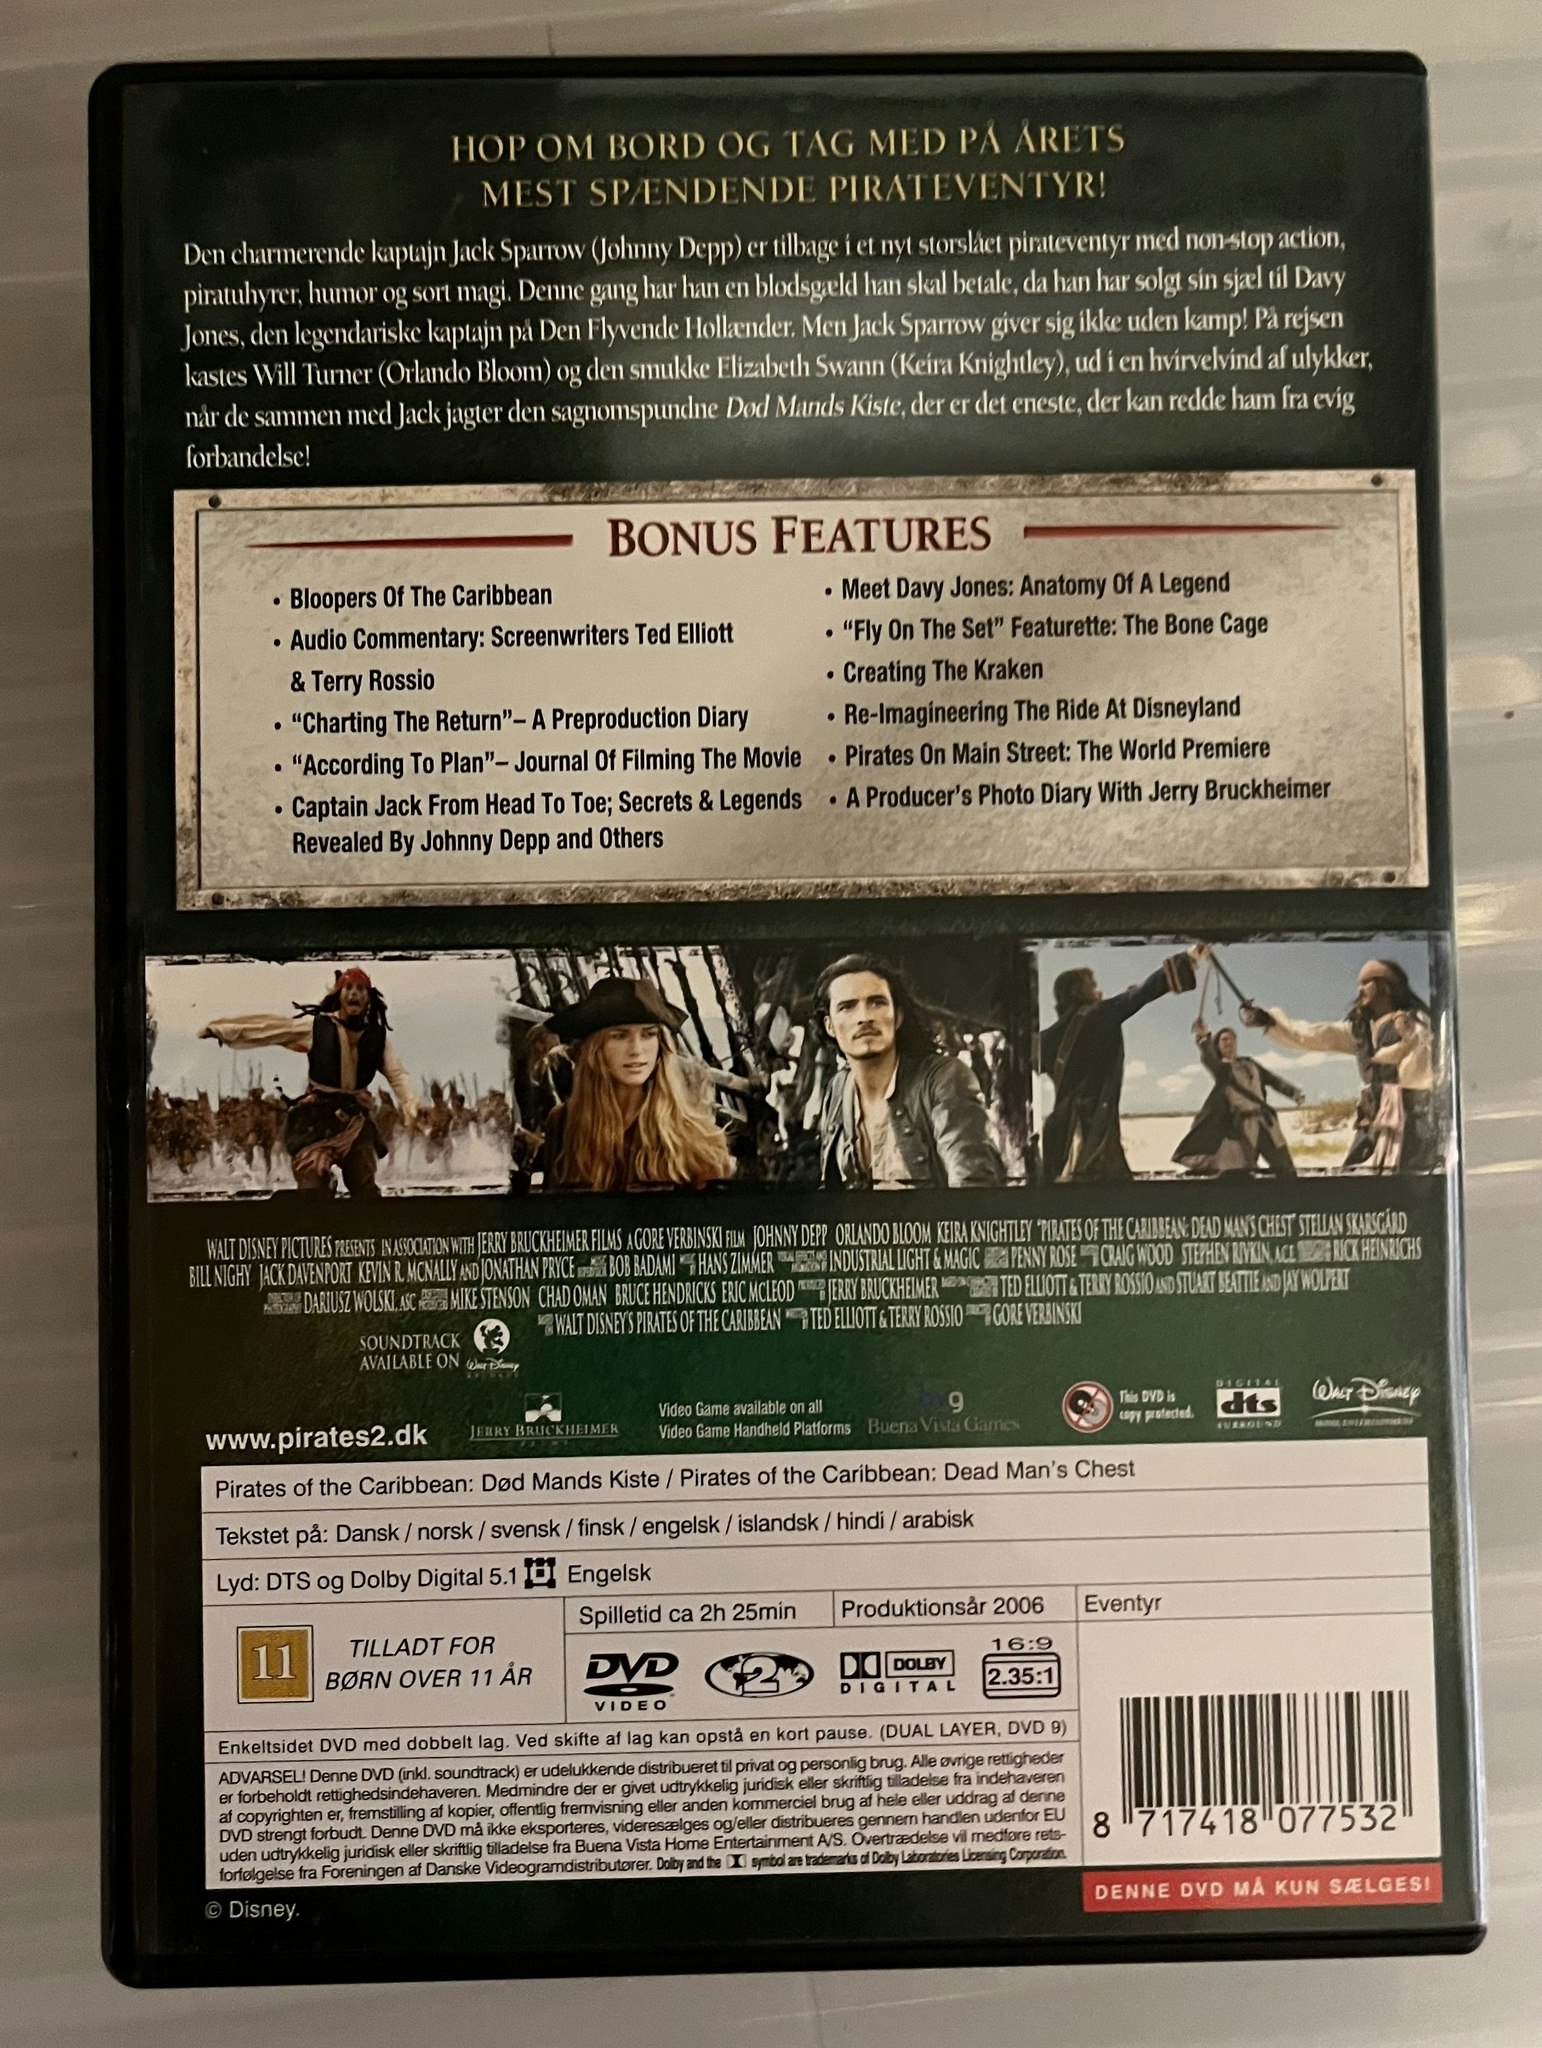 HOP OM BORD OG TAG MED PÅ ÅRETS
MEST SPÆNDENDE PIRATEVENTYR!
Den charmerende kaptajn Jack Sparrow (Johnny Depp) er tilbage i et nyt storslået pirateventyr med non-stop action,
piratuhyrer, humor og sort magi. Denne gang har han en blodsgæld han skal betale, da han har solgt sin sjæl til Davy
Jones, den legendariske kaptajn på Den Flyvende Hollænder. Men Jack Sparrow giver sig ikke uden kamp! På rejsen
kastes Will Turner (Orlando Bloom) og den smukke Elizabeth Swann (Keira Knightley), ud i en hvirvelvind af ulykker,
når de sammen med Jack jagter den sagnomspundne Død Mands Kiste, der er det eneste, der kan redde ham fra evig
forbandelse!
BONUS FEATURES
• Bloopers Of The Caribbean
• Audio Commentary: Screenwriters Ted Elliott
& Terry Rossio
• “Charting The Return”– A Preproduction Diary
• “According To Plan”– Journal Of Filming The Movie
• Captain Jack From Head To Toe; Secrets & Legends
Revealed By Johnny Depp and Others
• Meet Davy Jones: Anatomy Of A Legend
• “Fly On The Set” Featurette: The Bone Cage
• Creating The Kraken
• Re-Imagineering The Ride At Disneyland
• Pirates On Main Street: The World Premiere
• A Producer’s Photo Diary With Jerry Bruckheimer
WALT DISNEY PICTURES PRESENTS IN ASSOCIATION WITH JERRY BRUCKHEIMER FILMS A GORE VERBINSKI FILM JOHNNY DEPP ORLANDO BLOOM KEIRA KNIGHTLEY "PIRATES OF THE CARIBBEAN: DEAD MAN'S CHEST" STELLAN SKARSGÅRD
BILL NIGHY JACK DAVENPORT KEVIN R. MCNALLY AND JONATHAN PRYCE BOB BADAMI HANS ZIMMER INDUSTRIAL LIGHT & MAGIC PENNY ROSE CRAIG WOOD STEPHEN RIVKIN, A.C.E. RICK HEINRICHS
DARIUSZ WOLSKI, ASC MIKE STENSON CHAD OMAN BRUCE HENDRICKS ERIC McLEOD JERRY BRUCKHEIMER TED ELLIOTT & TERRY ROSSIO AND STUART BEATTIE AND JAY WOLPERT
WALT DISNEY'S PIRATES OF THE CARIBBEAN TED ELLIOTT & TERRY ROSSIO GORE VERBINSKI
SOUNDTRACK
AVAILABLE ON Walt Disney
RECORDS
www.pirates2.dk
JERRY BRUCKHEIMER
FILMS
Video Game available on all
Video Game Handheld Platforms
bvg
Buena Vista Games
This DVD is
copy protected.
DIGITAL
dts
SURROUND
Walt Disney
HOME ENTERTAINMENT
Pirates of the Caribbean: Død Mands Kiste / Pirates of the Caribbean: Dead Man’s Chest
Tekstet på: Dansk / norsk / svensk / finsk / engelsk / islandsk / hindi / arabisk
Lyd: DTS og Dolby Digital 5.1 Engelsk
11
TILLADT FOR
BØRN OVER 11 ÅR
Spilletid ca 2h 25min
Produktionsår 2006
Eventyr
DVD
VIDEO
2
DOLBY
DIGITAL
16:9
2.35:1
Enkeltsidet DVD med dobbelt lag. Ved skifte af lag kan opstå en kort pause. (DUAL LAYER, DVD 9)
ADVARSEL! Denne DVD (inkl. soundtrack) er udelukkende distribueret til privat og personlig brug. Alle øvrige rettigheder
er forbeholdt rettighedsindehaveren. Medmindre der er givet udtrykkelig juridisk eller skriftlig tilladelse fra indehaveren
af copyrighten er, fremstilling af kopier, offentlig fremvisning eller anden kommerciel brug af hele eller uddrag af denne
DVD strengt forbudt. Denne DVD må ikke eksporteres, videresælges og/eller distribueres gennem handlen udenfor EU
uden udtrykkelig juridisk eller skriftlig tilladelse fra Buena Vista Home Entertainment A/S. Overtrædelse vil medføre rets-
forfølgelse fra Foreningen af Danske Videogramdistributører. Dolby and the symbol are trademarks of Dolby Laboratories Licensing Corporation.
8 717418 077532
DENNE DVD MÅ KUN SÆLGES!
© Disney.